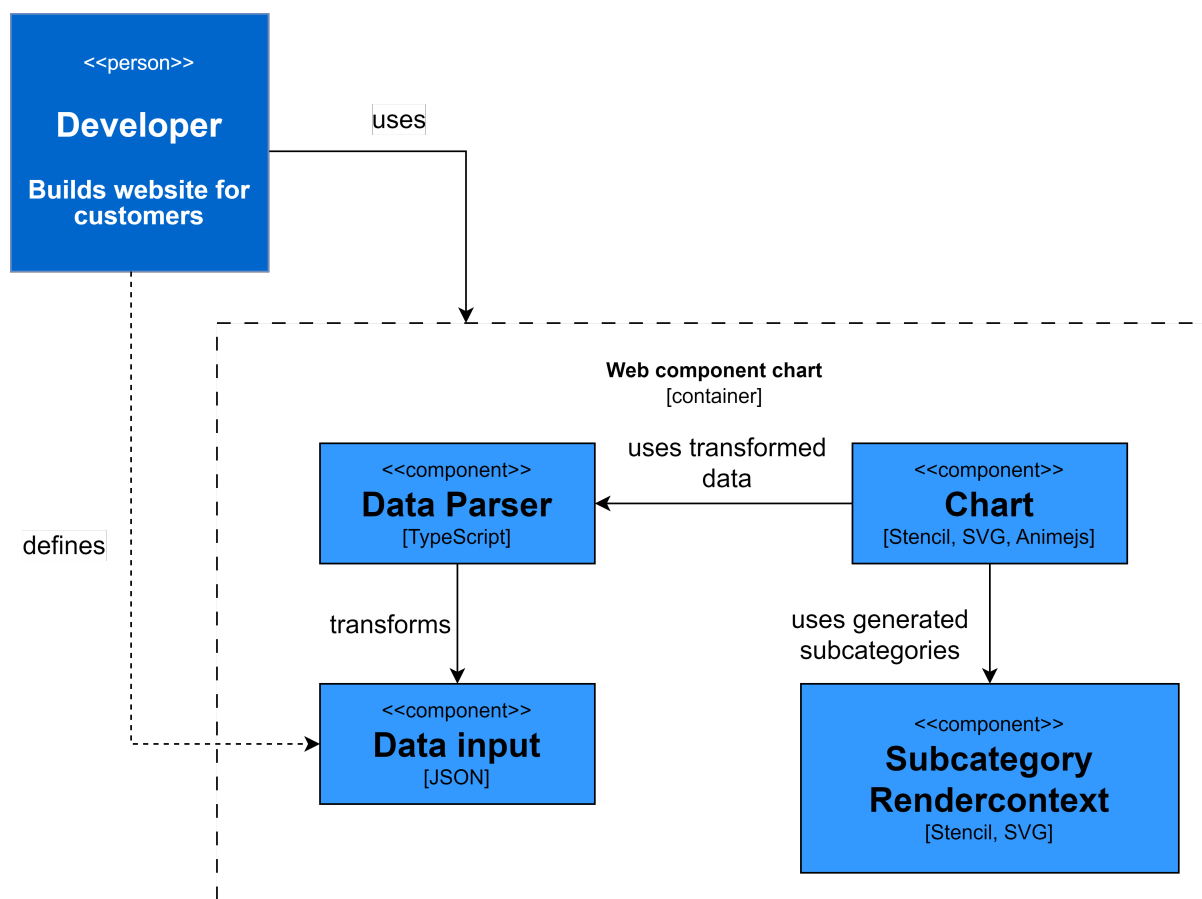 <<person>>
Developer
Builds website for
customers
uses
defines
Web component chart
[container]
<<component>>
Data Parser
[TypeScript]
uses transformed
data
<<component>>
Chart
[Stencil, SVG, Animejs]
transforms
uses generated
subcategories
<<component>>
Data input
[JSON]
<<component>>
Subcategory
Rendercontext
[Stencil, SVG]